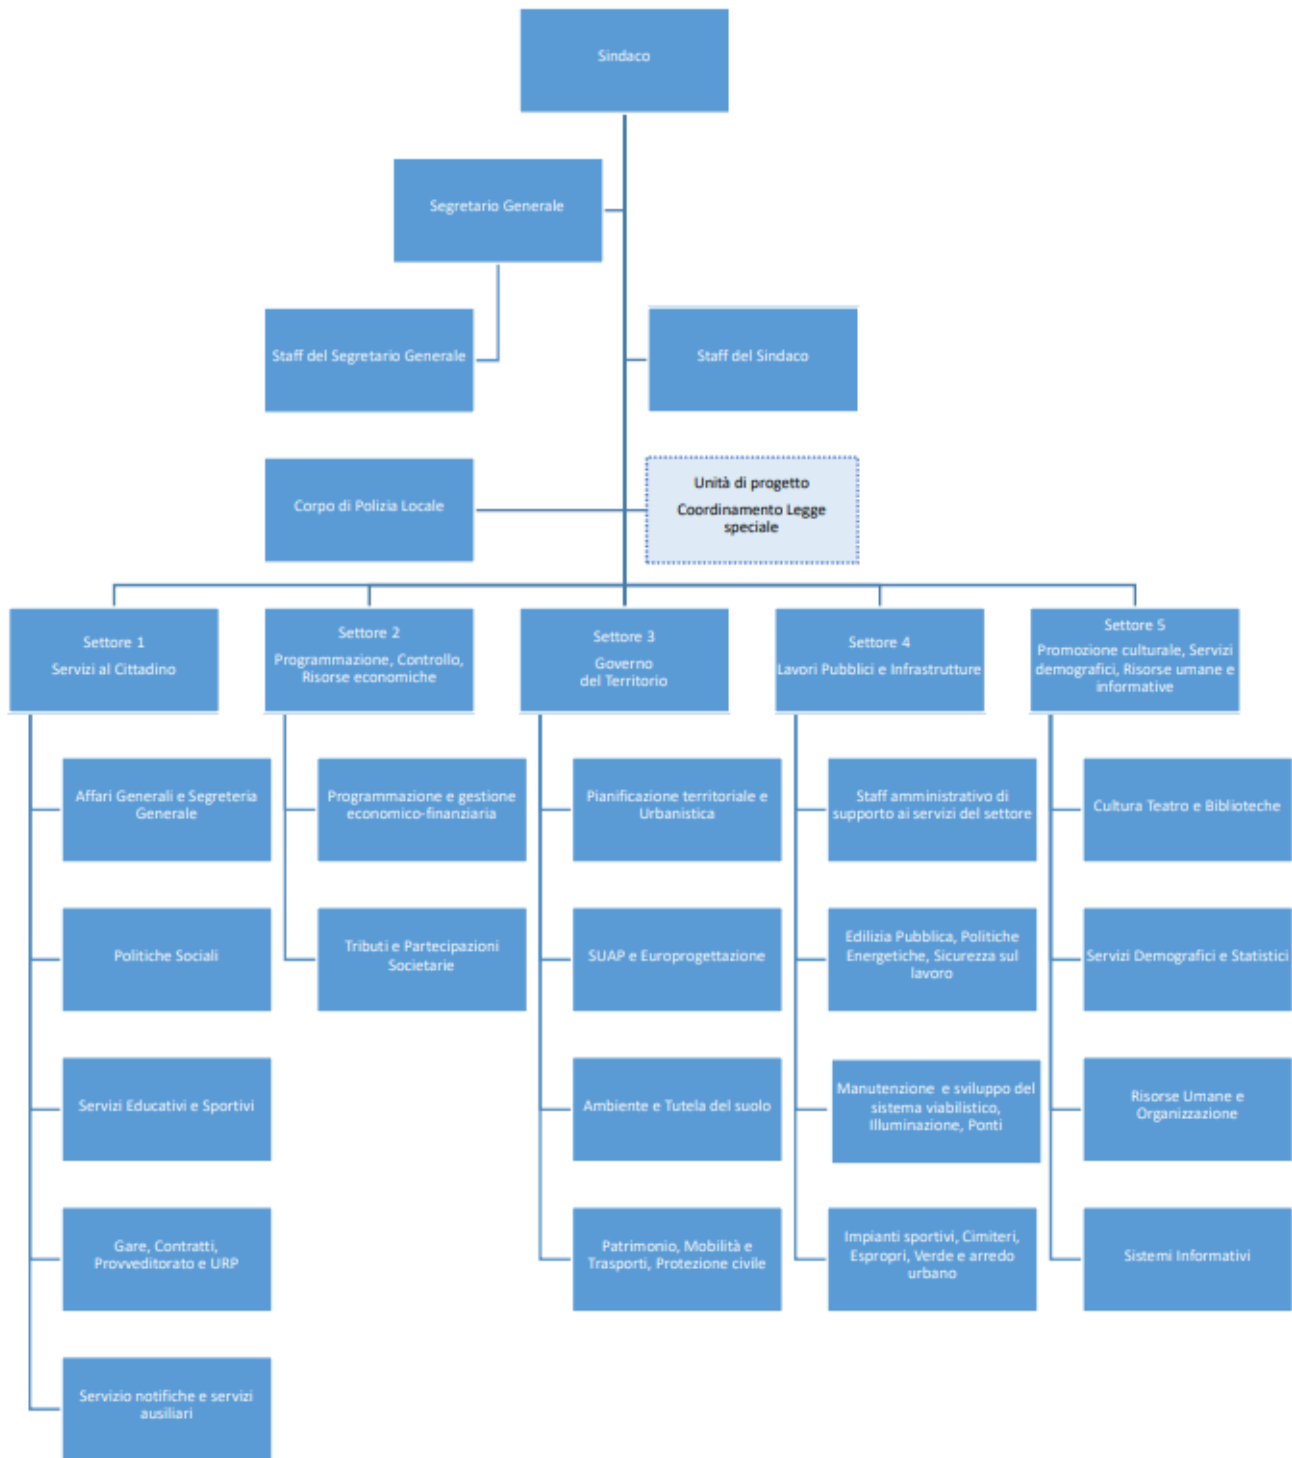 Sindaco
Segretario Generale
Staff del Segretario Generale
Staff del Sindaco
Corpo di Polizia Locale
Unità di progetto
Coordinamento Legge
speciale
Settore 1
Servizi al Cittadino
Settore 2
Programmazione, Controllo,
Risorse economiche
Settore 3
Governo
del Territorio
Settore 4
Lavori Pubblici e Infrastrutture
Settore 5
Promozione culturale, Servizi
demografici, Risorse umane e
informative
Affari Generali e Segreteria
Generale
Politiche Sociali
Servizi Educativi e Sportivi
Gare, Contratti,
Provveditorato e URP
Servizio notifiche e servizi
ausiliari
Programmazione e gestione
economico-finanziaria
Tributi e Partecipazioni
Societarie
Pianificazione territoriale e
Urbanistica
SUAP e Europrogettazione
Ambiente e Tutela del suolo
Patrimonio, Mobilità e
Trasporti, Protezione civile
Staff amministrativo di
supporto ai servizi del settore
Edilizia Pubblica, Politiche
Energetiche, Sicurezza sul
lavoro
Manutenzione e sviluppo del
sistema viabilistico,
Illuminazione, Ponti
Impianti sportivi, Cimiteri,
Espropri, Verde e arredo
urbano
Cultura Teatro e Biblioteche
Servizi Demografici e Statistici
Risorse Umane e
Organizzazione
Sistemi Informativi